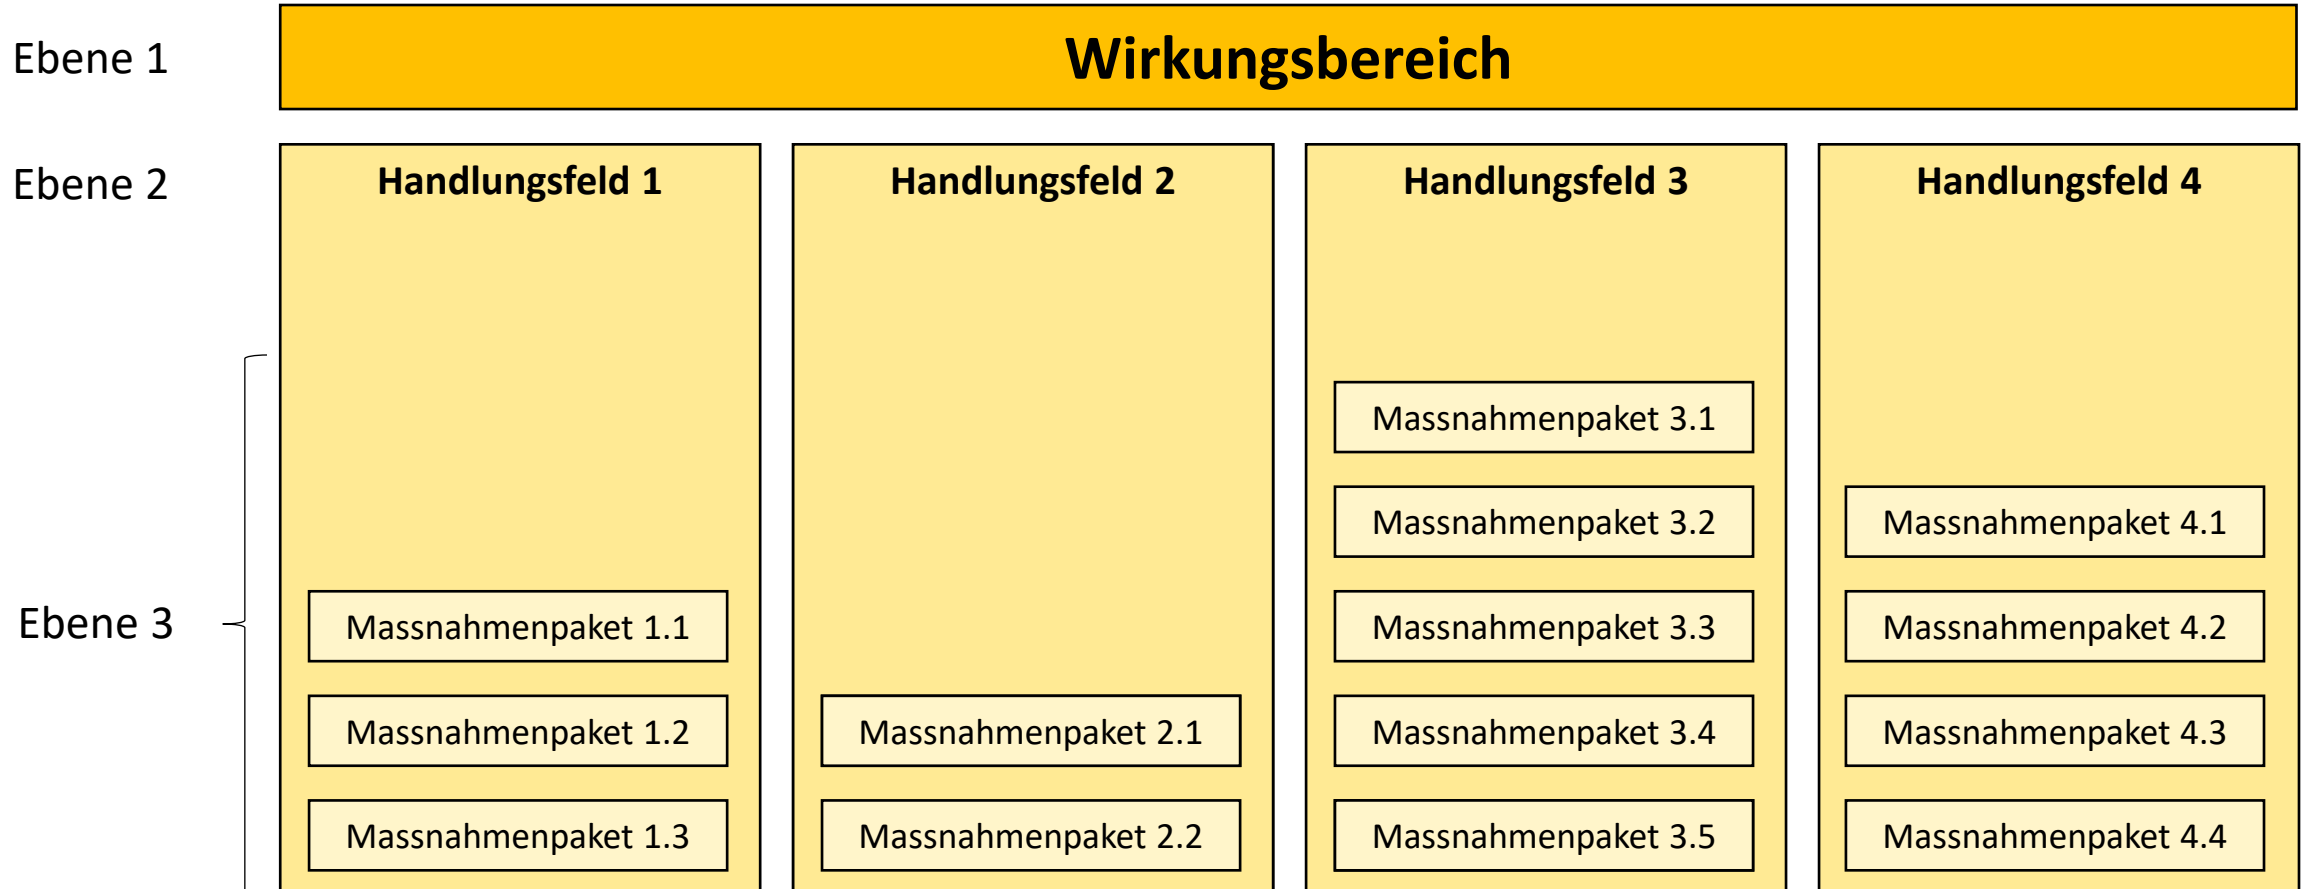 Ebene 1
Wirkungsbereich
Ebene 2
Handlungsfeld 1
Handlungsfeld 2
Handlungsfeld 3
Handlungsfeld 4
Ebene 3
Massnahmenpaket 1.1
Massnahmenpaket 1.2
Massnahmenpaket 1.3
Massnahmenpaket 2.1
Massnahmenpaket 2.2
Massnahmenpaket 3.1
Massnahmenpaket 3.2
Massnahmenpaket 3.3
Massnahmenpaket 3.4
Massnahmenpaket 3.5
Massnahmenpaket 4.1
Massnahmenpaket 4.2
Massnahmenpaket 4.3
Massnahmenpaket 4.4